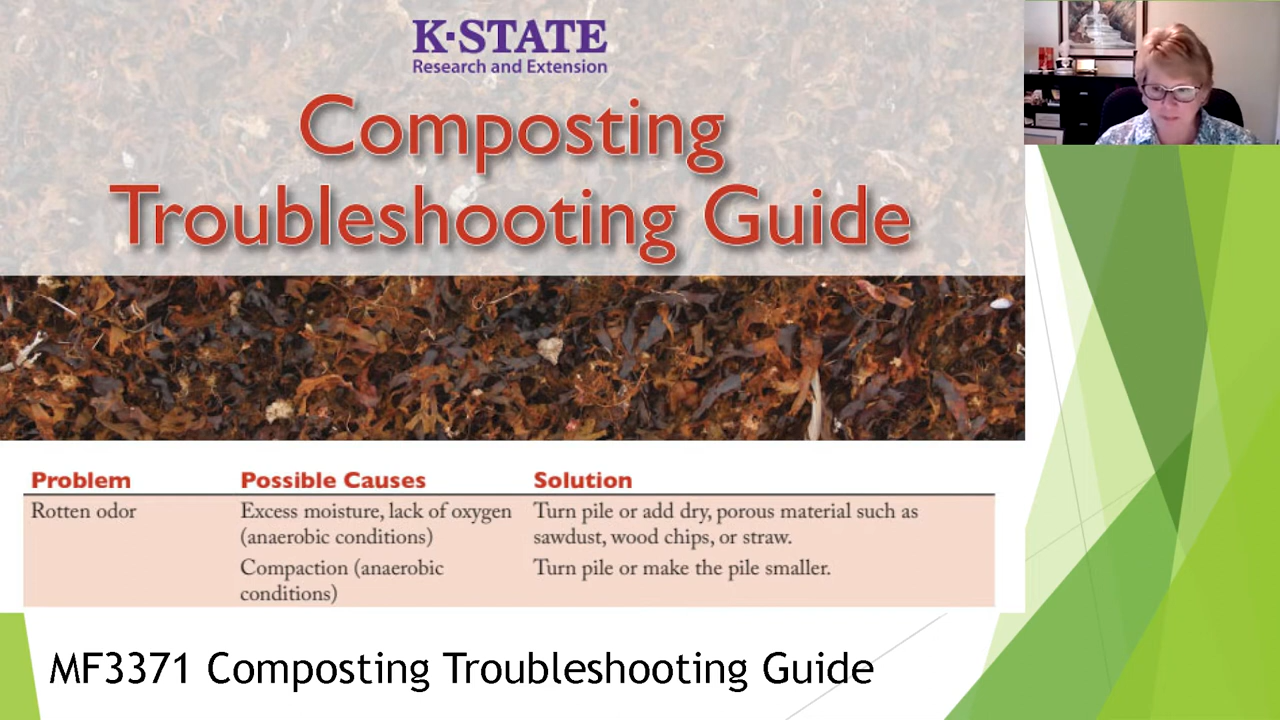 K·STATE
Research and Extension
Composting
Troubleshooting Guide
Problem Possible Causes Solution
Rotten odor Excess moisture, lack of oxygen Turn pile or add dry, porous material such as
(anaerobic conditions) sawdust, wood chips, or straw.
Compaction (anaerobic Turn pile or make the pile smaller.
conditions)
MF3371 Composting Troubleshooting Guide